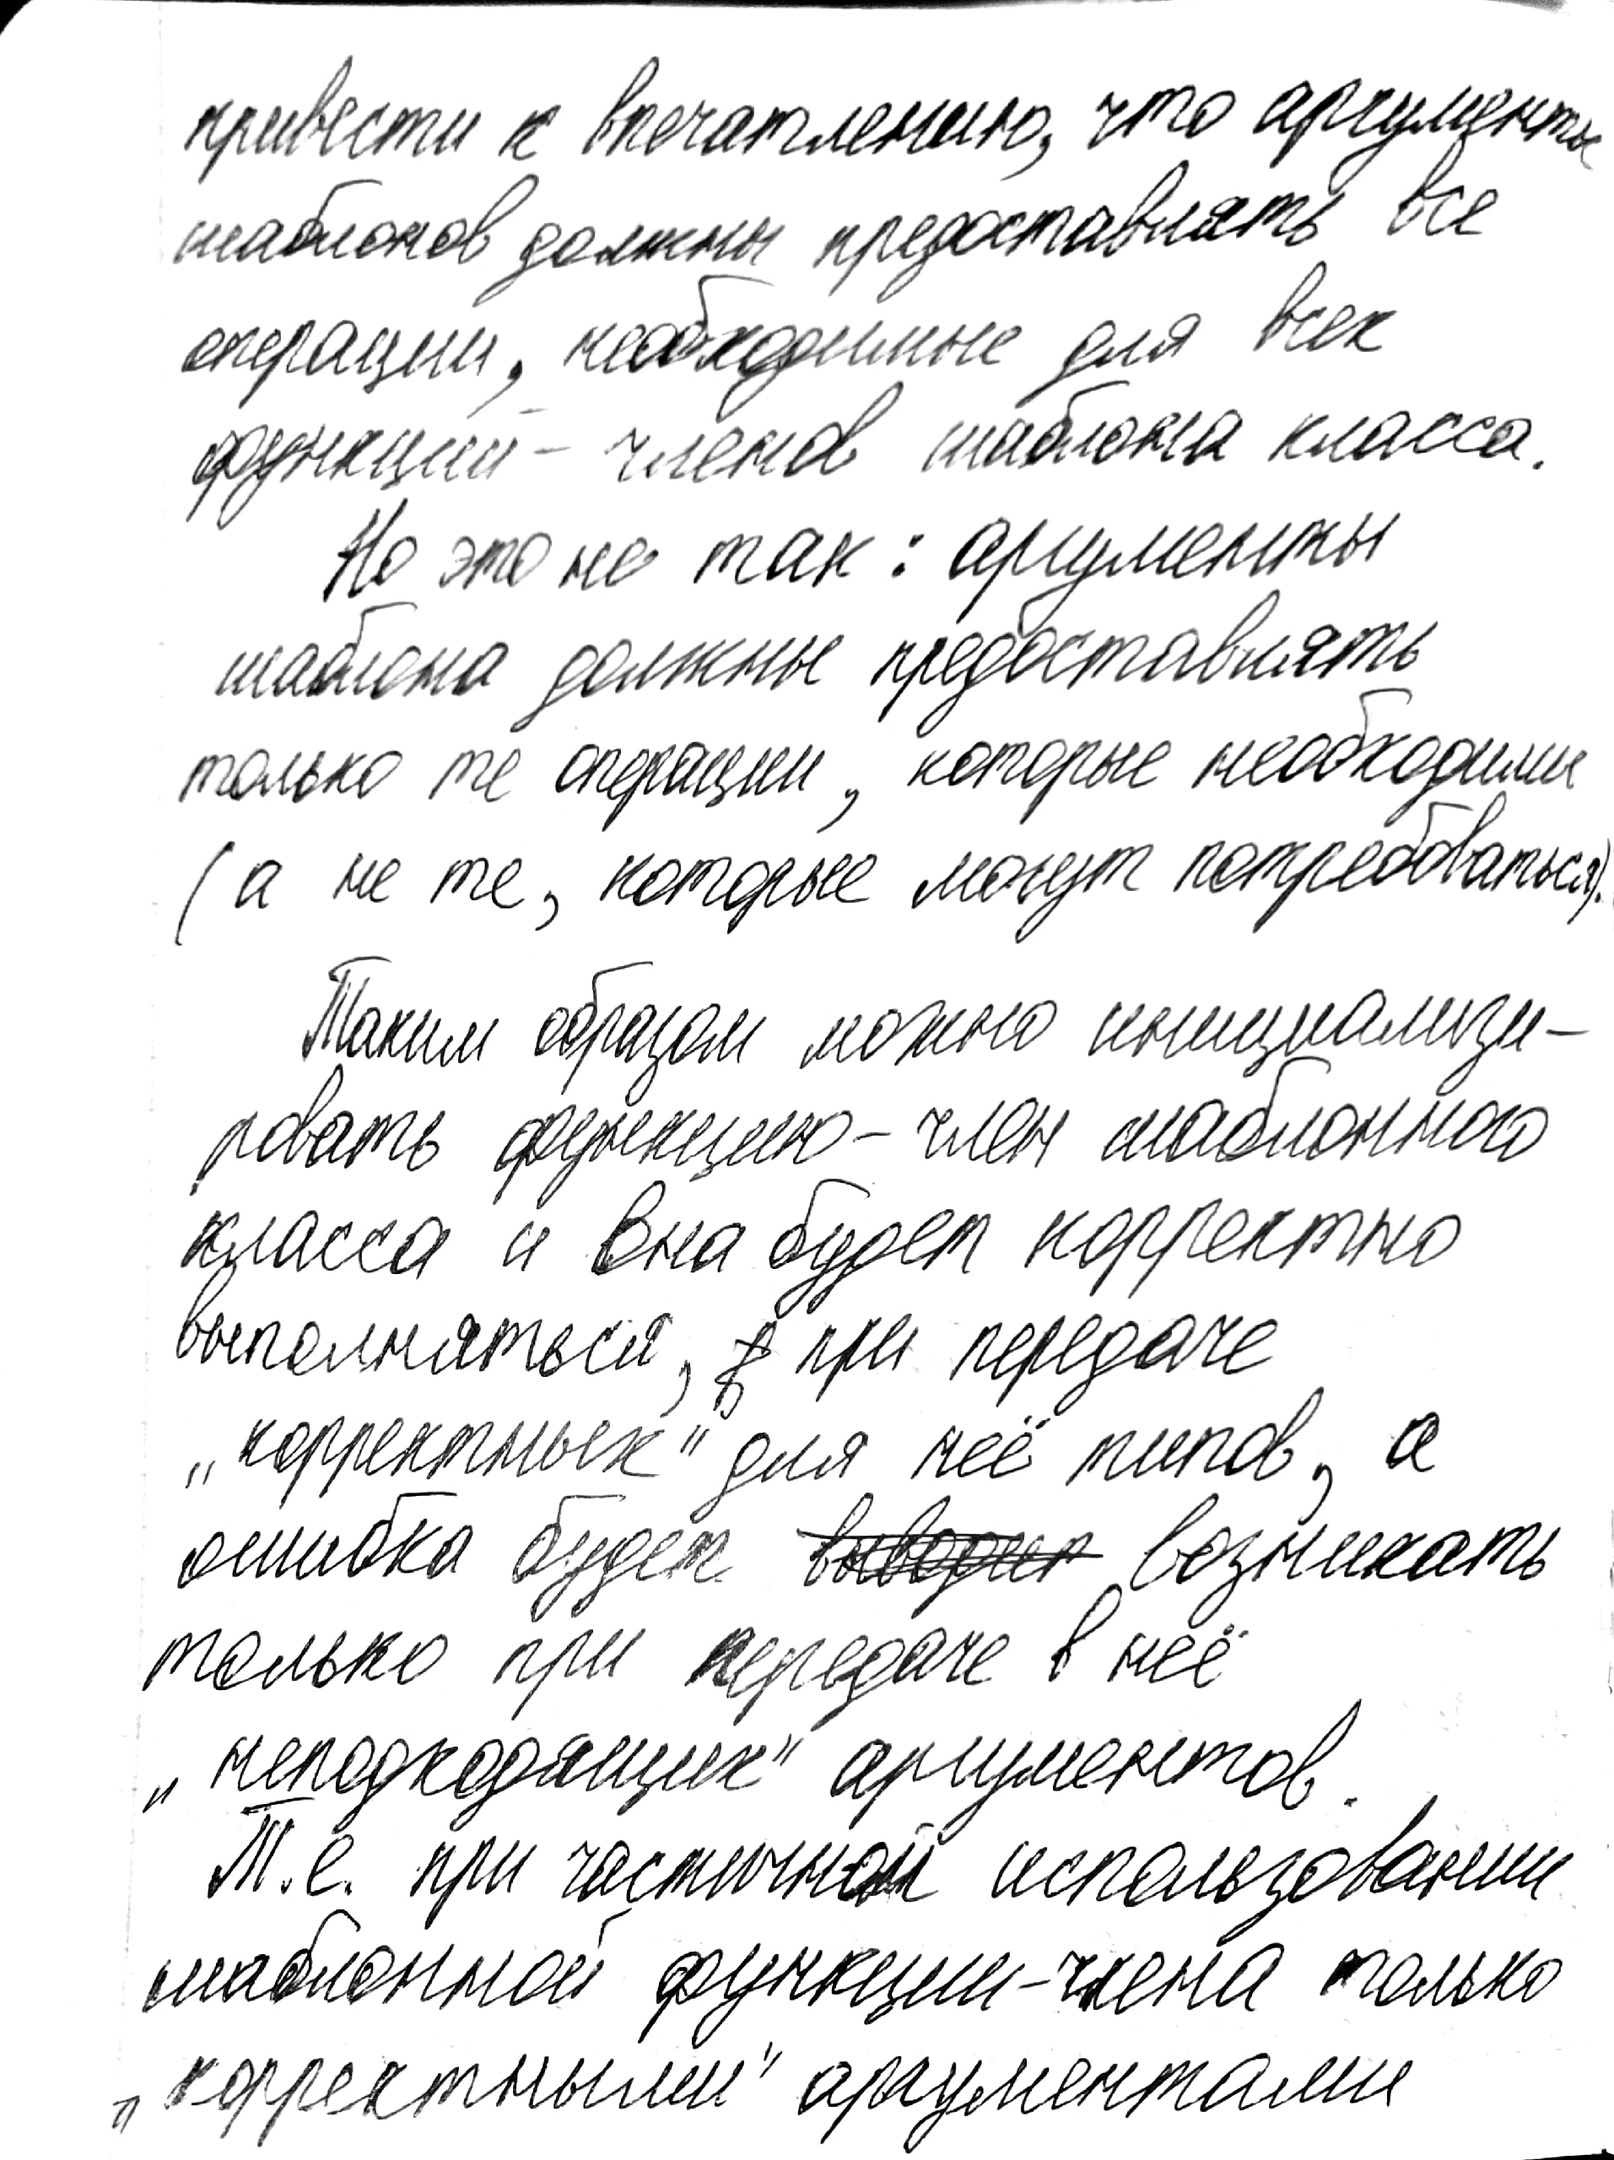 привести к впечатлению, что аргументы
шаблонов должны предоставлять все
операции, необходимые для всех
функций-членов шаблона класса.
Но это не так: аргументы
шаблона должны предоставлять
только те операции, которые необходимы
(а не те, которые могут потребоваться).
Таким образом можно инициализи-
ровать функцию-член шаблонного
класса и она будет корректно
выполняться, при передаче
„корректных" для неё типов, а
ошибка будет возникать
только при передаче в неё
„неподходящих" аргументов.
Т.е. при частичной использовании
шаблонной функции-члена только
„корректными" аргументами